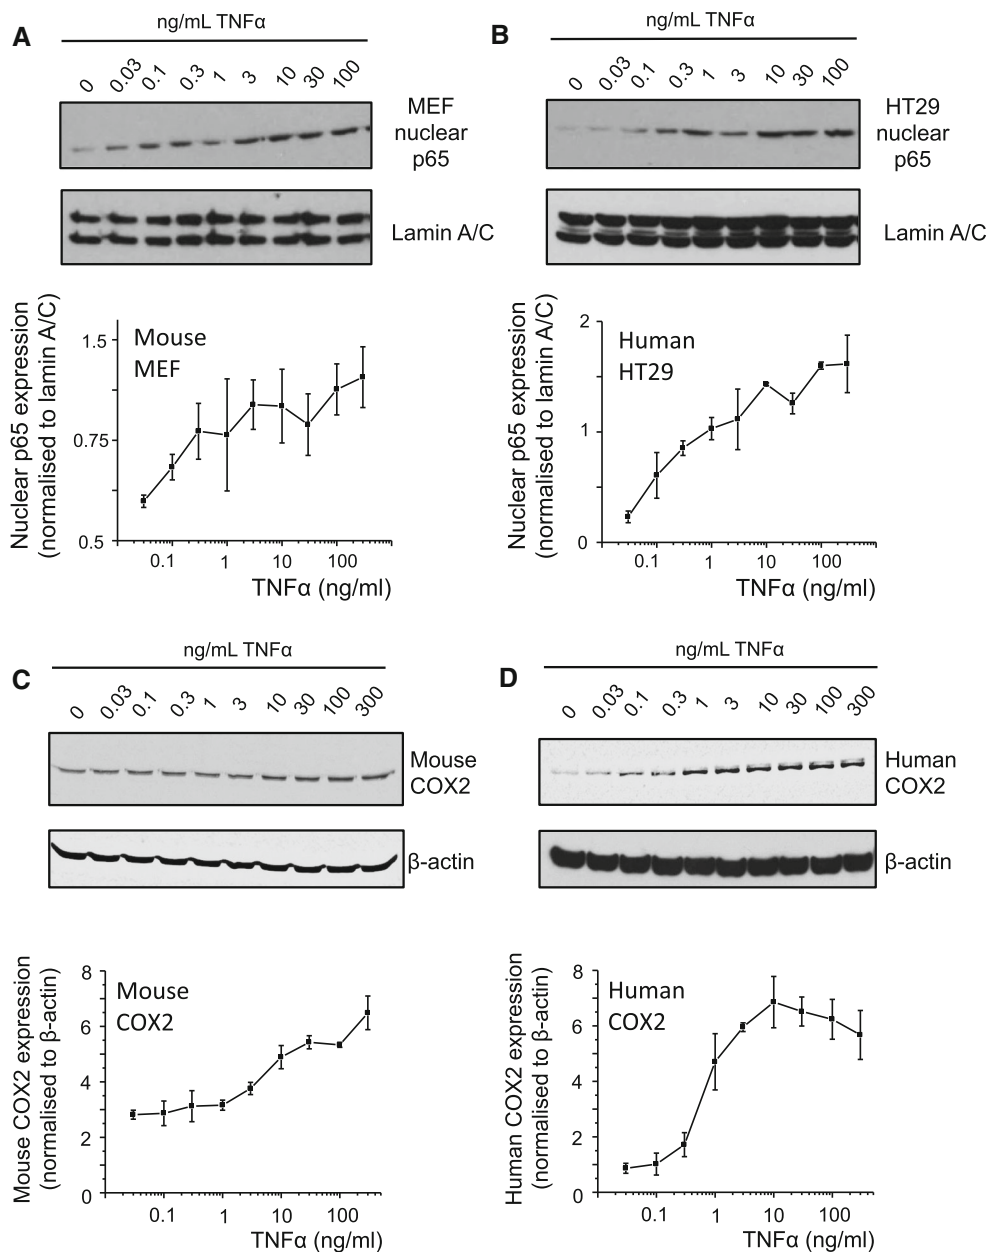 A
ng/mL TNFα
0 0.03 0.1 0.3 1 3 10 30 100
MEF
nuclear
p65
Lamin A/C
Nuclear p65 expression
(normalised to lamin A/C)
Mouse
MEF
1.5
0.75
0.5
0.1 1 10 100
TNFα (ng/ml)
B
ng/mL TNFα
0 0.03 0.1 0.3 1 3 10 30 100
HT29
nuclear
p65
Lamin A/C
Nuclear p65 expression
(normalised to lamin A/C)
Human
HT29
2
1
0
0.1 1 10 100
TNFα (ng/ml)
C
ng/mL TNFα
0 0.03 0.1 0.3 1 3 10 30 100 300
Mouse
COX2
β-actin
Mouse COX2 expression
(normalised to β-actin)
Mouse
COX2
8
6
4
2
0
0.1 1 10 100
TNFα (ng/ml)
D
ng/mL TNFα
0 0.03 0.1 0.3 1 3 10 30 100 300
Human
COX2
β-actin
Human COX2 expression
(normalised to β-actin)
Human
COX2
8
6
4
2
0
0.1 1 10 100
TNFα (ng/ml)